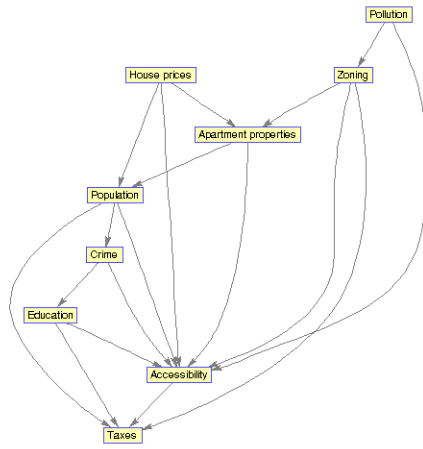 Pollution
House prices
Zoning
Apartment properties
Population
Crime
Education
Accessibility
Taxes